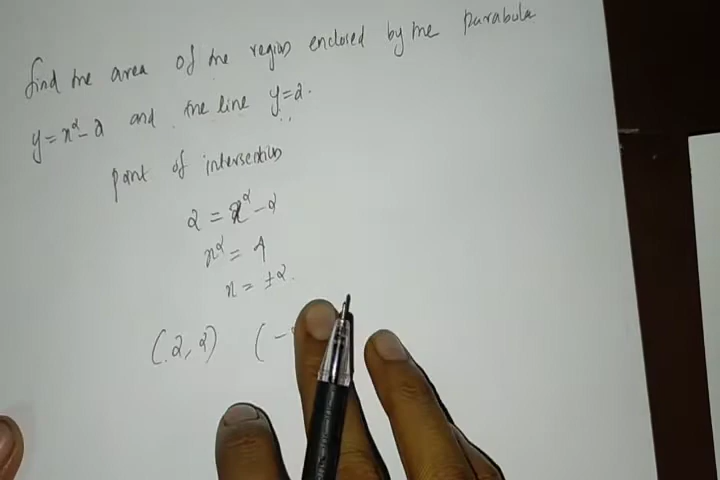 find the area of the region enclosed by the parabula
y = x² - 2 and the line y = 2.
point of intersection
2 = x² - 2
x² = 4
x = ±2.
(2, 2) (-